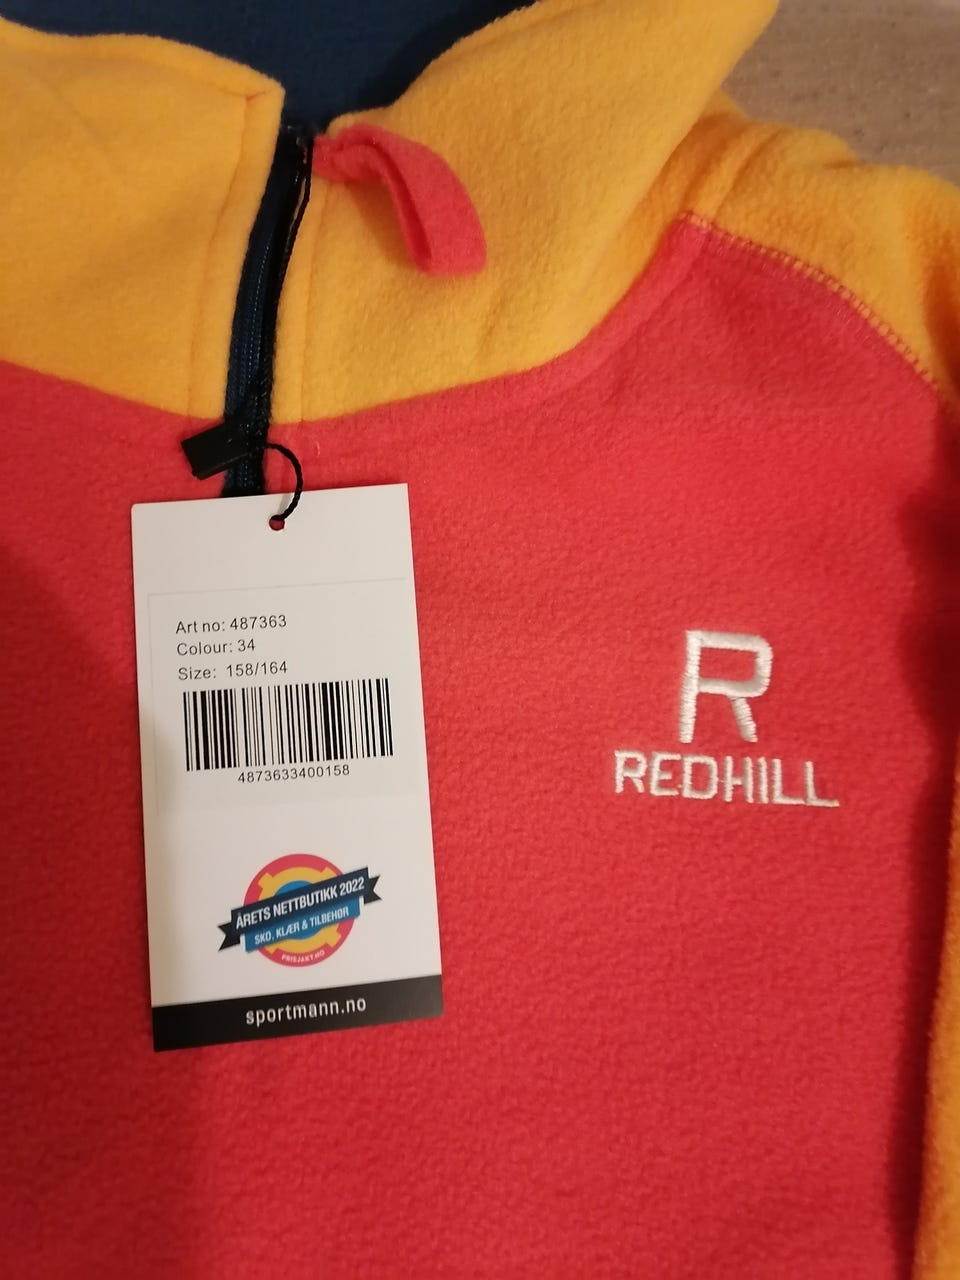 Art no: 487363
Colour: 34
Size: 158/164
4873633400158
R
REDHILL
ÅRETS NETTBUTIKK 2022
SKO, KLÆR & TILBEHØR
PRISJAKT.NO
sportmann.no